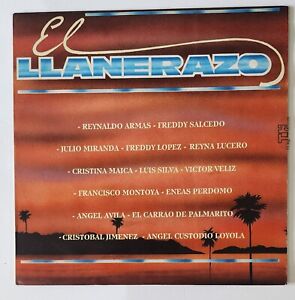 El
LLANERAZO
- REYNALDO ARMAS - FREDDY SALCEDO
- JULIO MIRANDA - FREDDY LOPEZ - REYNA LUCERO
- CRISTINA MAICA - LUIS SILVA - VICTOR VELIZ
- FRANCISCO MONTOYA - ENEAS PERDOMO
- ANGEL AVILA - EL CARRAO DE PALMARITO
- CRISTOBAL JIMENEZ - ANGEL CUSTODIO LOYOLA